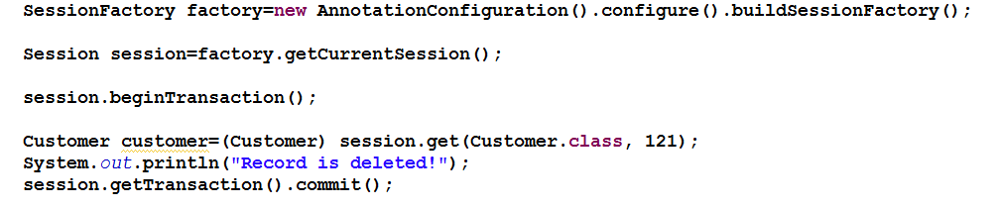 SessionFactory factory=new AnnotationConfiguration().configure().buildSessionFactory();
Session session=factory.getCurrentSession();
session.beginTransaction();
Customer customer=(Customer) session.get(Customer.class, 121);
System.out.println("Record is deleted!");
session.getTransaction().commit();